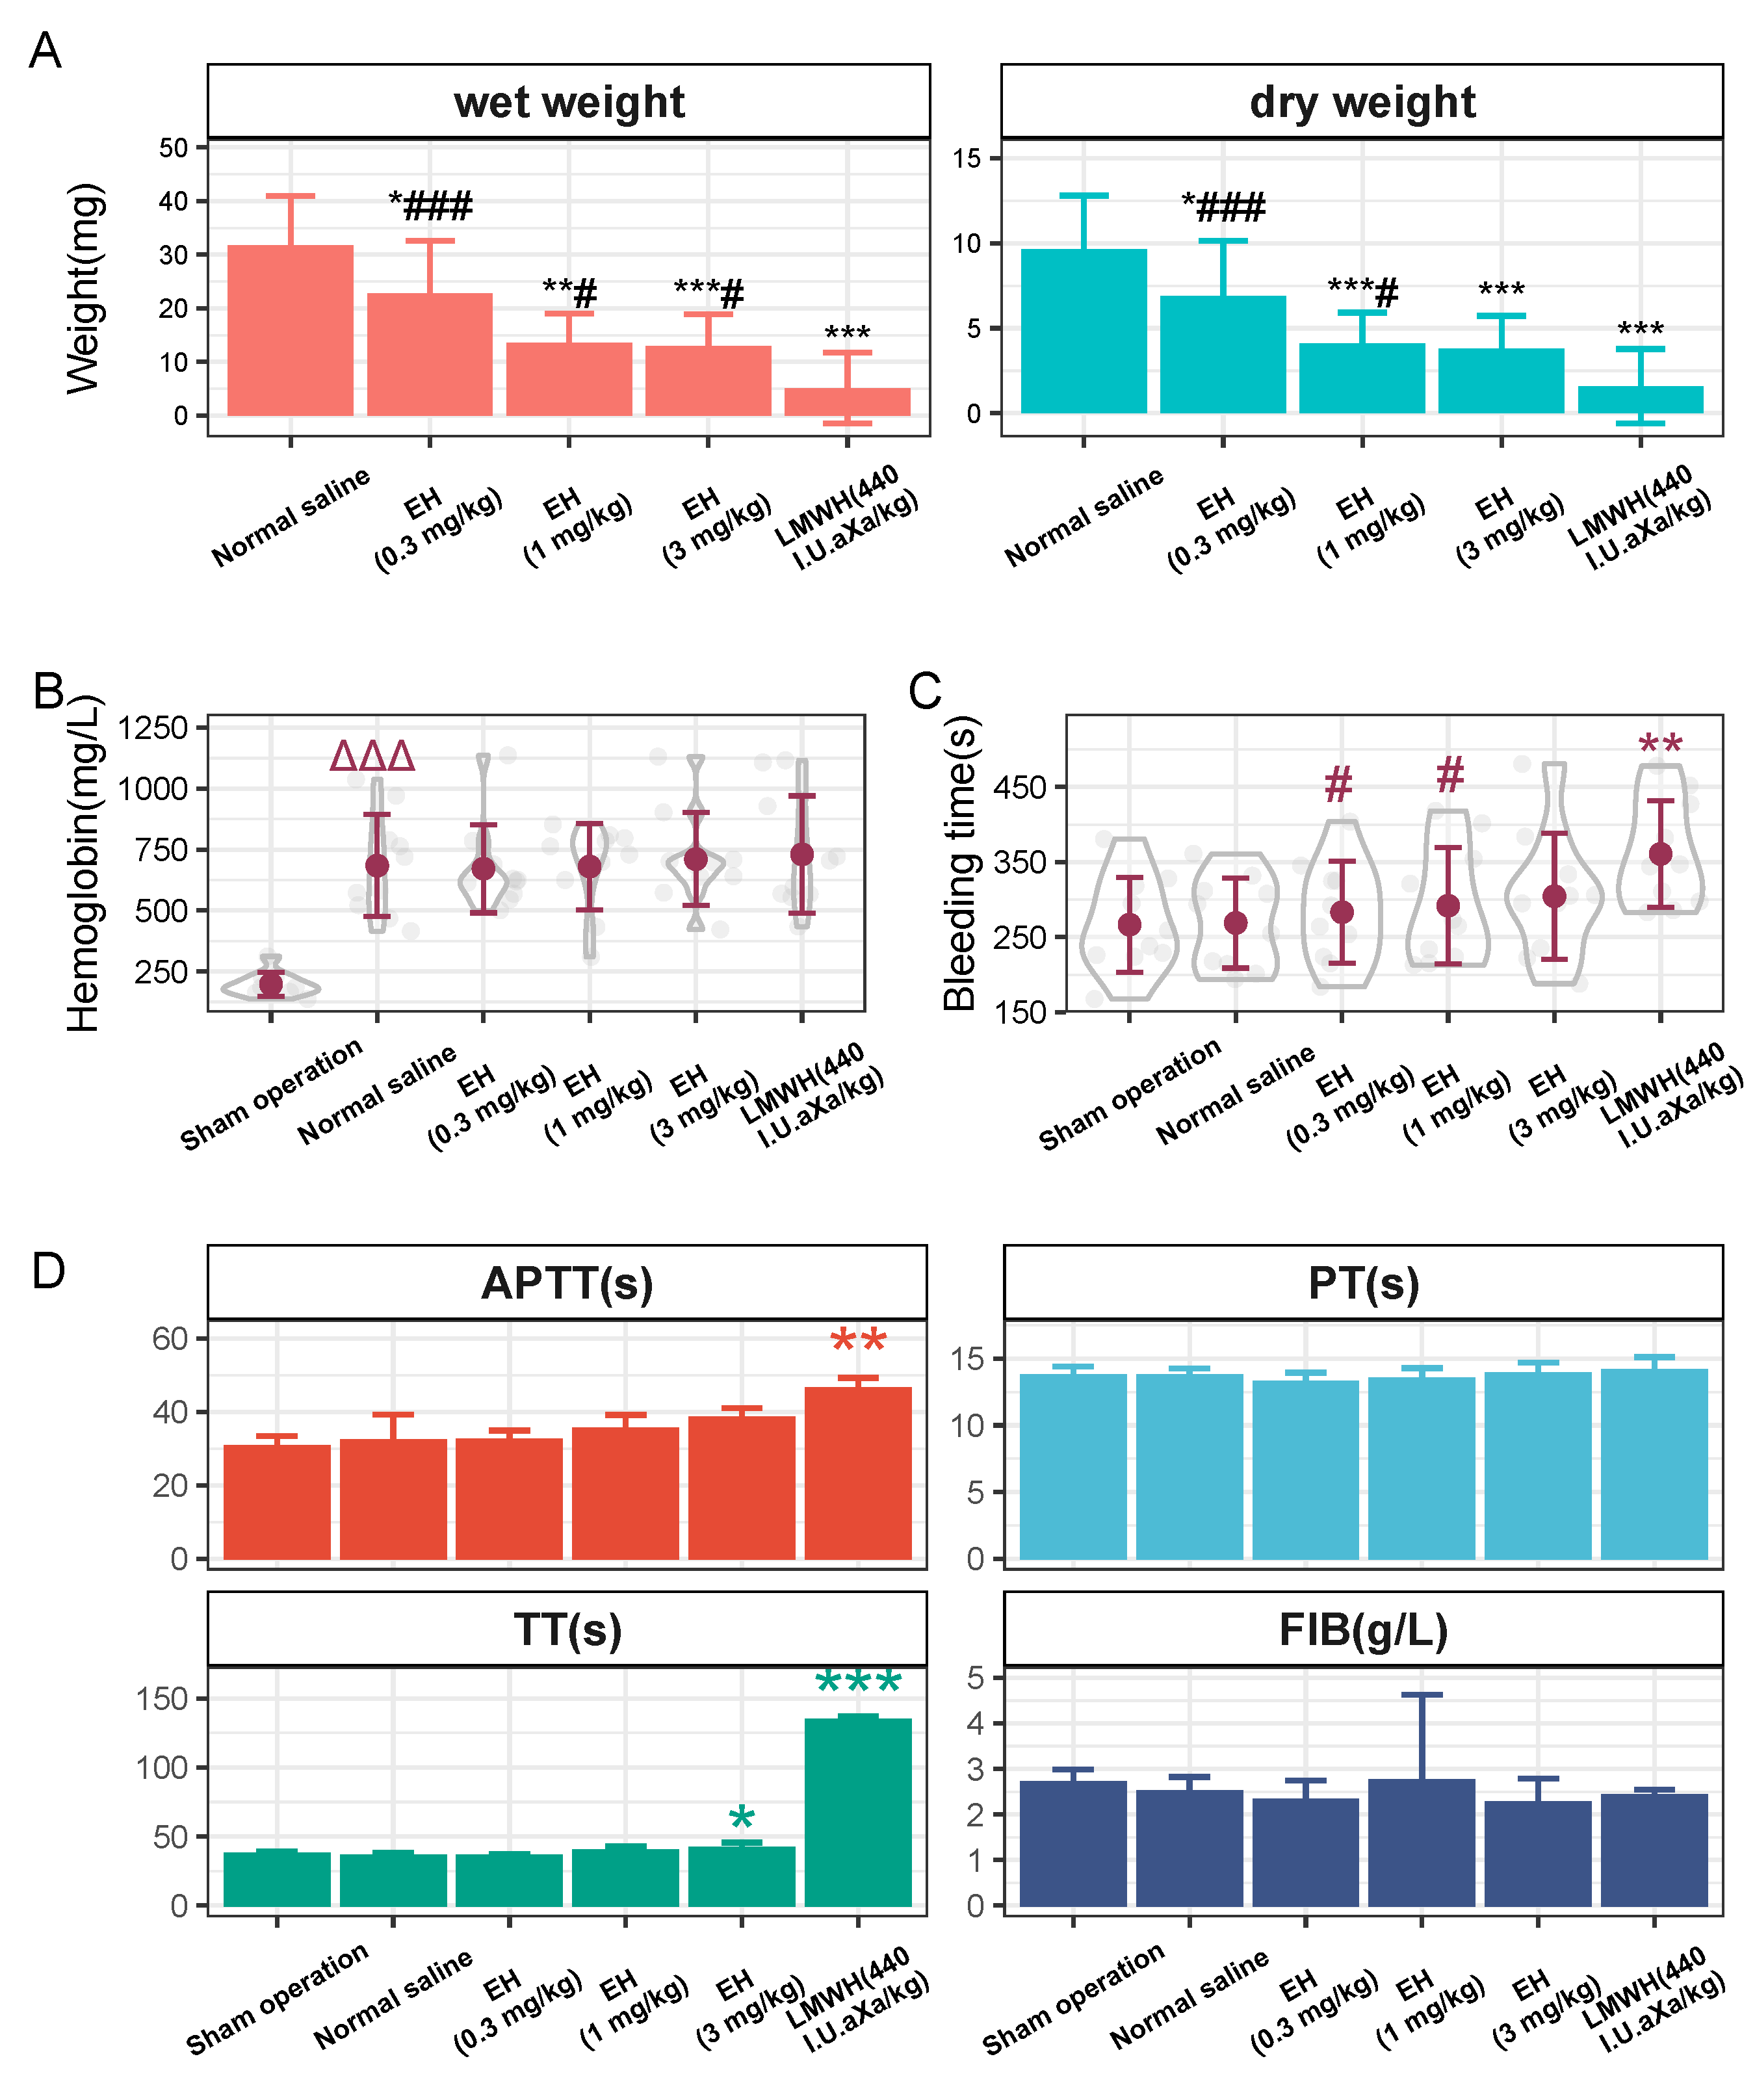 A
wet weight
dry weight
Weight(mg)
50
40
30
20
10
0
*###
**#
***#
***
15
10
5
0
*###
***#
***
***
Normal saline
EH
(0.3 mg/kg)
EH
(1 mg/kg)
EH
(3 mg/kg)
LMWH(440
I.U.aXa/kg)
Normal saline
EH
(0.3 mg/kg)
EH
(1 mg/kg)
EH
(3 mg/kg)
LMWH(440
I.U.aXa/kg)
B
Hemoglobin(mg/L)
1250
1000
750
500
250
ΔΔΔ
Sham operation
Normal saline
EH
(0.3 mg/kg)
EH
(1 mg/kg)
EH
(3 mg/kg)
LMWH(440
I.U.aXa/kg)
C
Bleeding time(s)
450
350
250
150
#
#
**
Sham operation
Normal saline
EH
(0.3 mg/kg)
EH
(1 mg/kg)
EH
(3 mg/kg)
LMWH(440
I.U.aXa/kg)
D
APTT(s)
60
40
20
0
**
PT(s)
15
10
5
0
TT(s)
150
100
50
0
*
***
FIB(g/L)
5
4
3
2
1
0
Sham operation
Normal saline
EH
(0.3 mg/kg)
EH
(1 mg/kg)
EH
(3 mg/kg)
LMWH(440
I.U.aXa/kg)
Sham operation
Normal saline
EH
(0.3 mg/kg)
EH
(1 mg/kg)
EH
(3 mg/kg)
LMWH(440
I.U.aXa/kg)